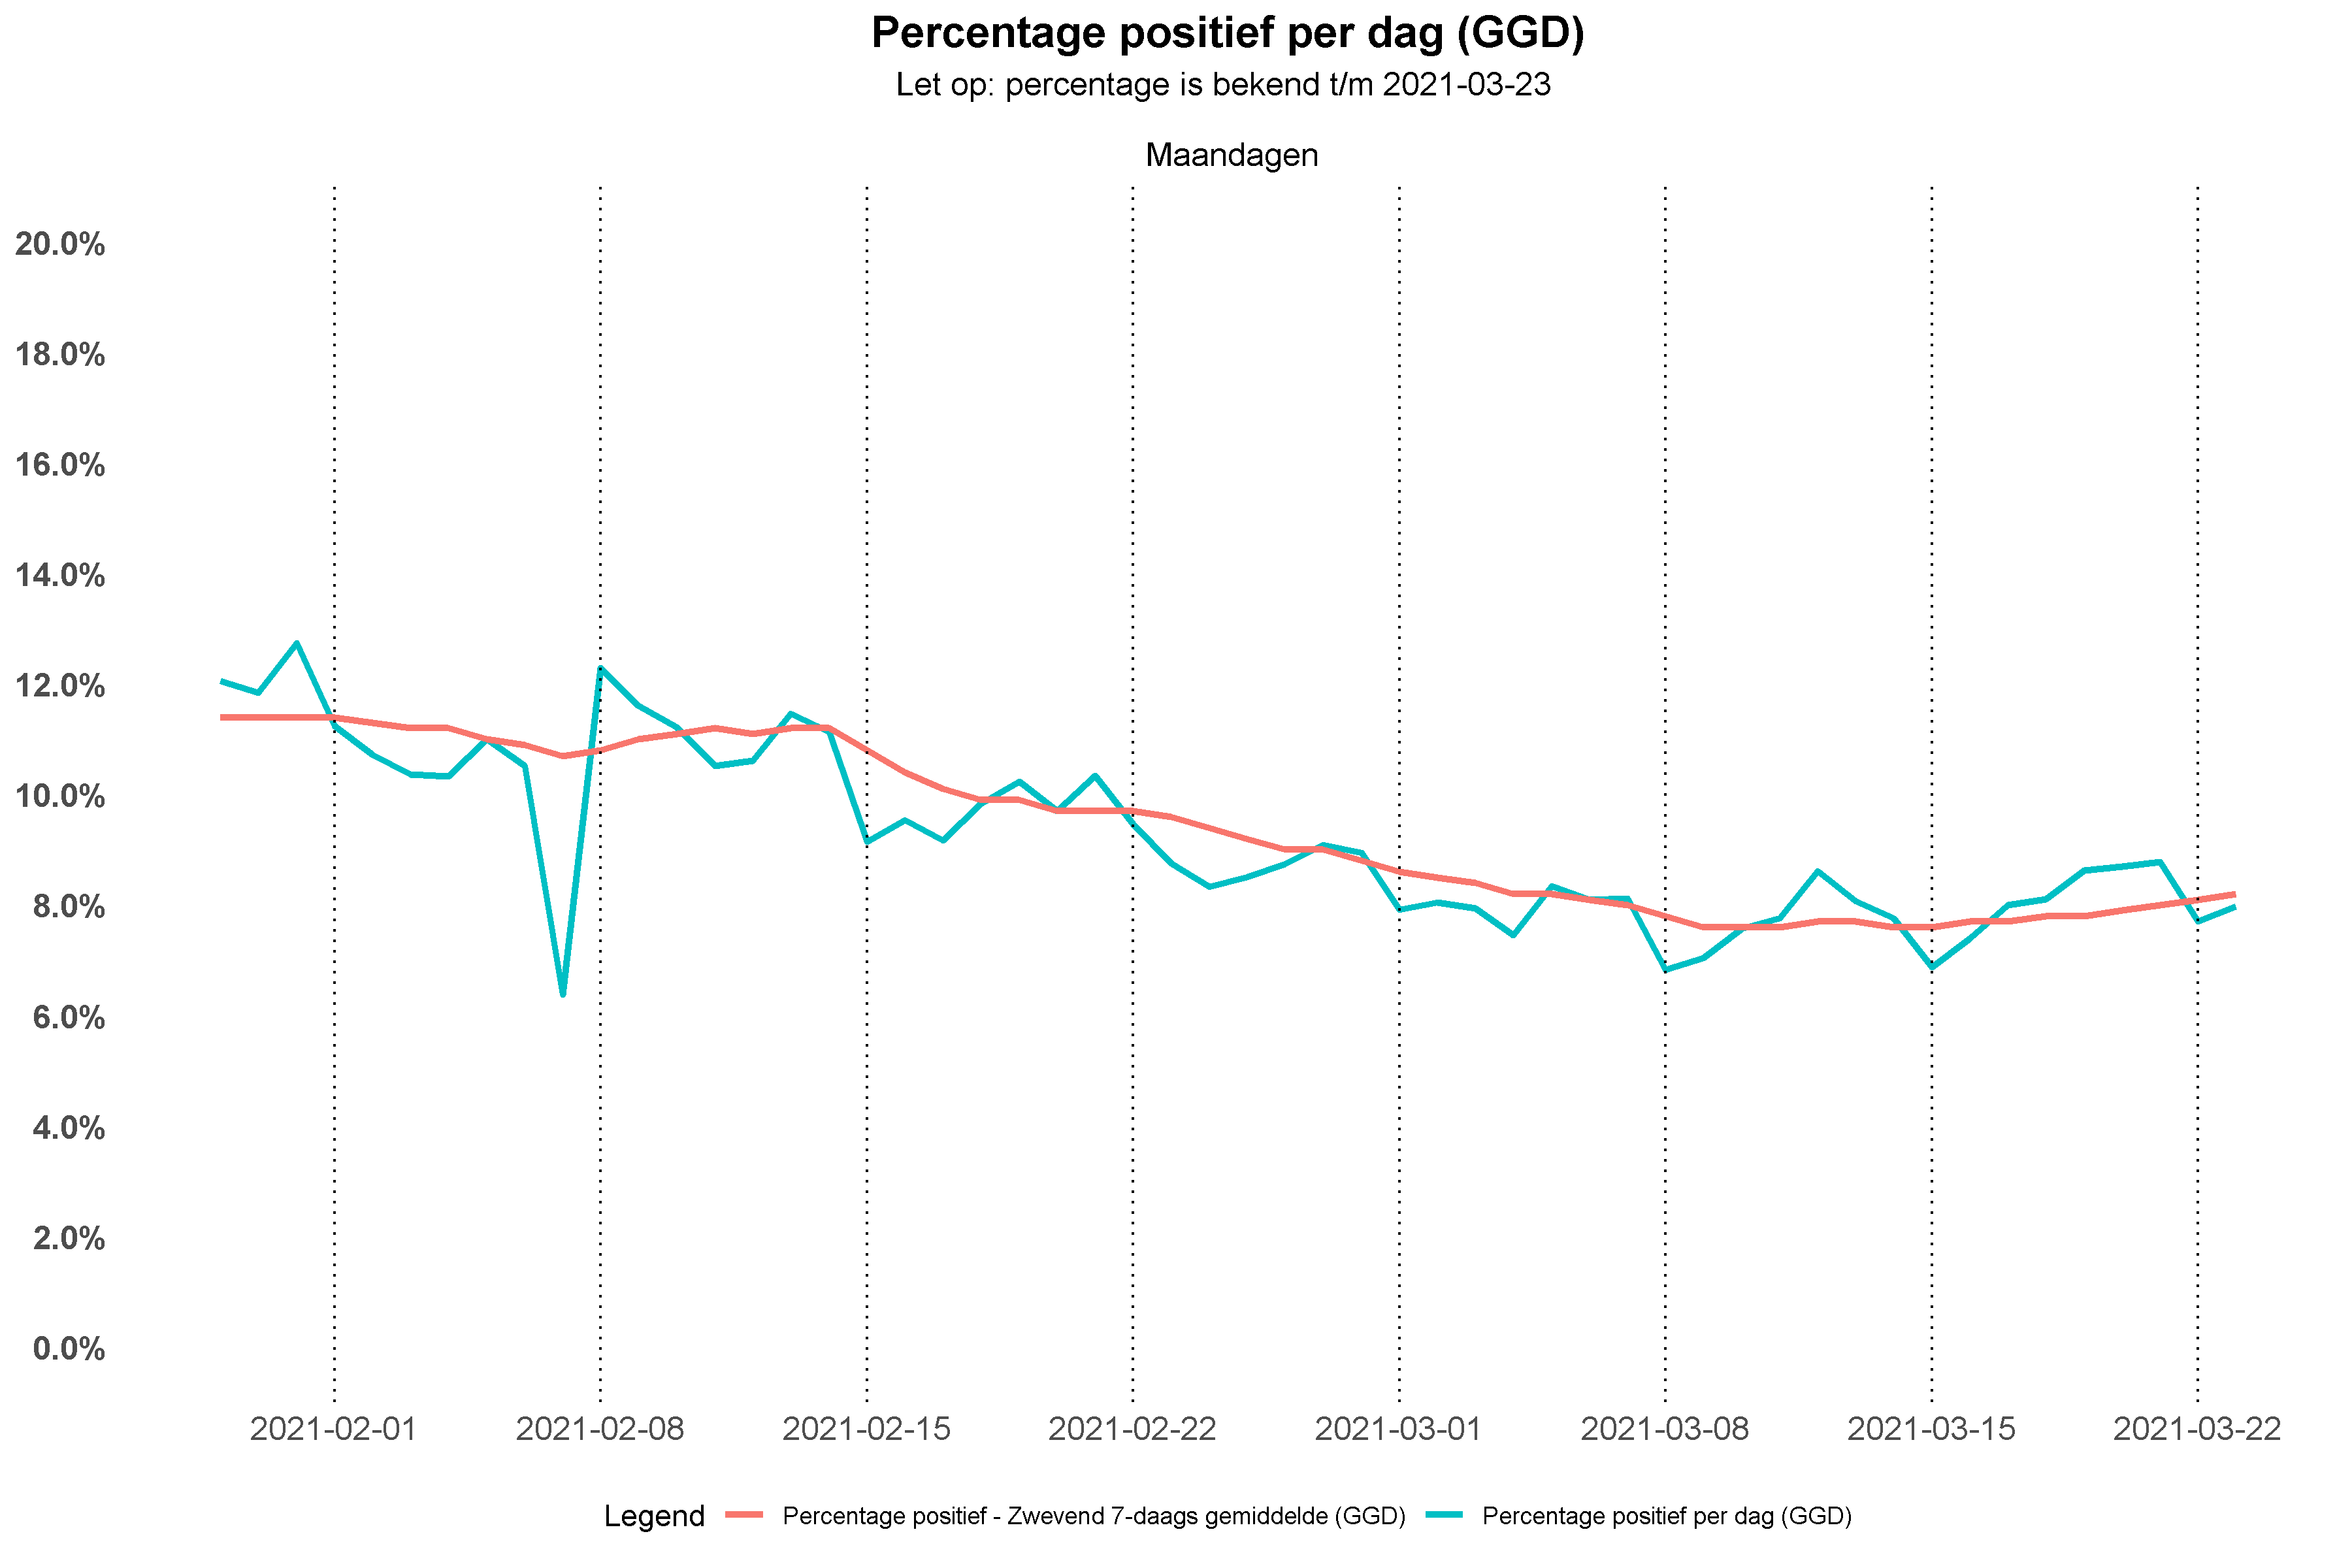 Percentage positief per dag (GGD)
Let op: percentage is bekend t/m 2021-03-23
Maandagen
20.0%
18.0%
16.0%
14.0%
12.0%
10.0%
8.0%
6.0%
4.0%
2.0%
0.0%
2021-02-01 2021-02-08 2021-02-15 2021-02-22 2021-03-01 2021-03-08 2021-03-15 2021-03-22
Legend Percentage positief - Zwevend 7-daags gemiddelde (GGD) Percentage positief per dag (GGD)